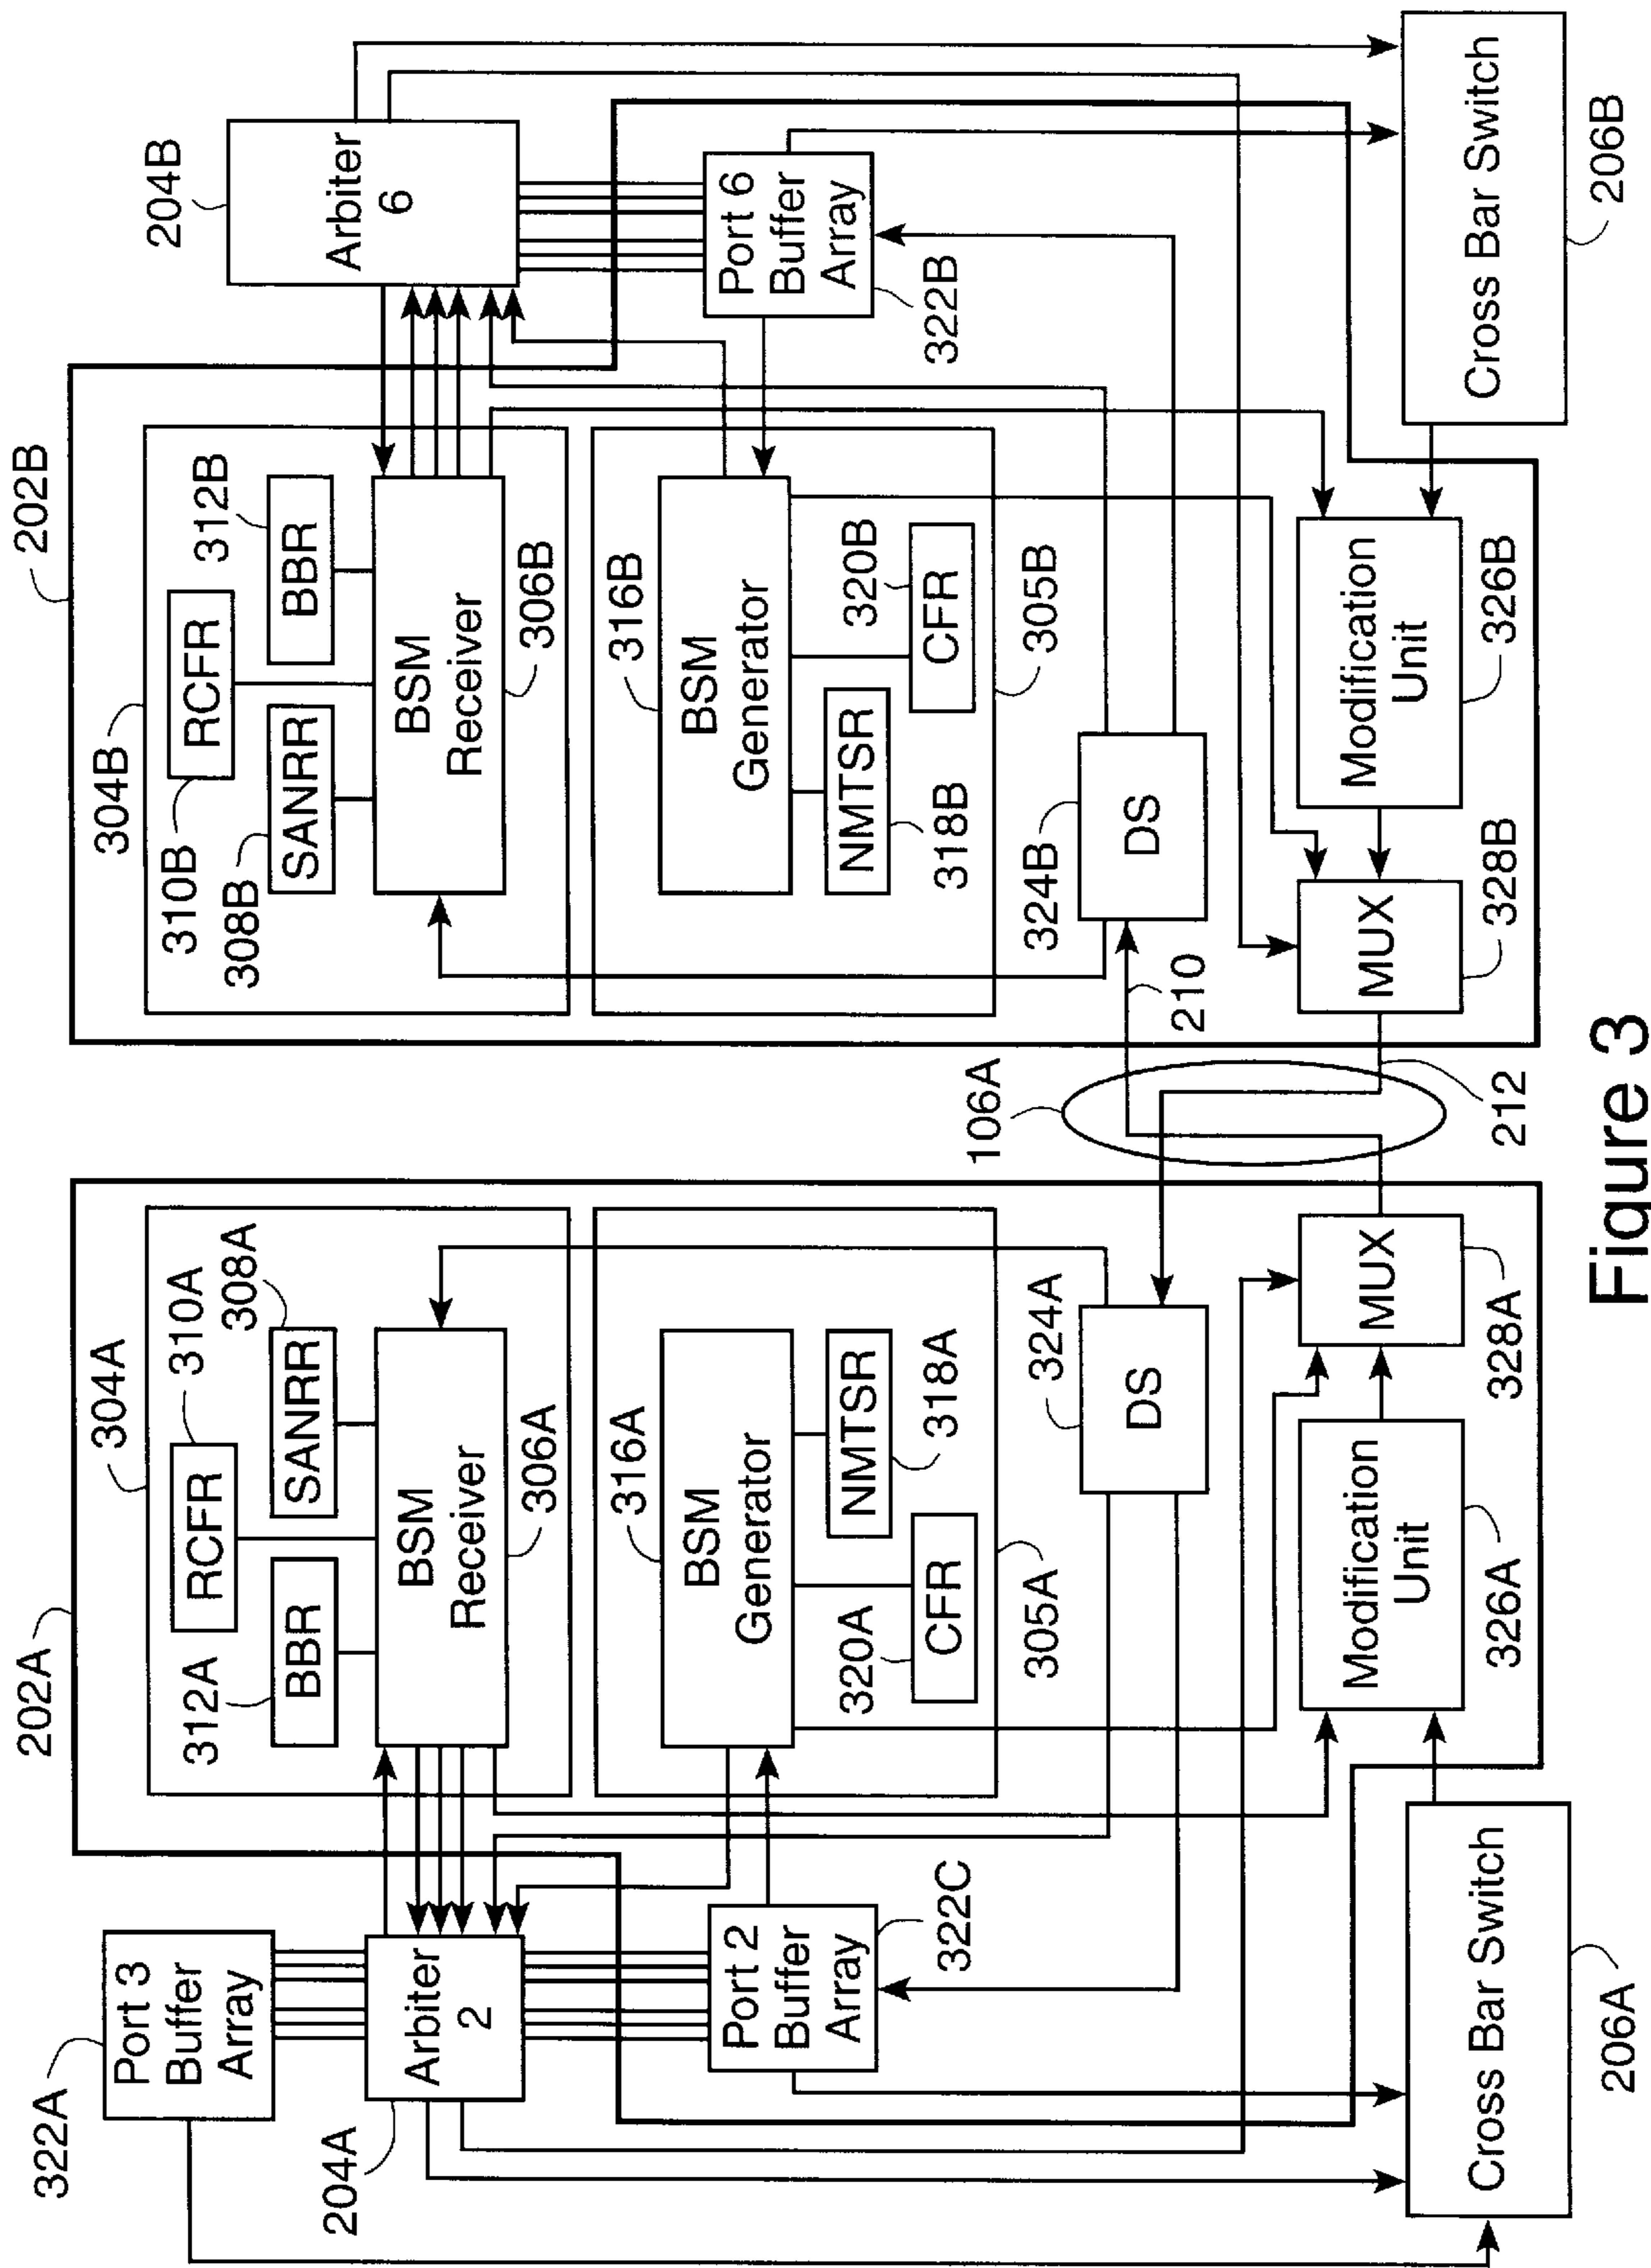 202A
304A
310A
308A
312A
RCFR
BBR
SANRR
BSM
Receiver
306A
322A
Port 3
Buffer
Array
204A
Arbiter
2
Port 2
Buffer
Array
322C
316A
BSM
Generator
NMTSR
318A
320A
CFR
305A
324A
DS
Modification
Unit
326A
MUX
328A
Cross Bar Switch
206A
106A
210
212
202B
304B
310B
308B
312B
RCFR
SANRR
BBR
BSM
Receiver
306B
204B
Arbiter
6
Port 6
Buffer
Array
322B
316B
BSM
Generator
NMTSR
318B
320B
CFR
305B
324B
DS
Modification
Unit
326B
MUX
328B
Cross Bar Switch
206B
Figure 3